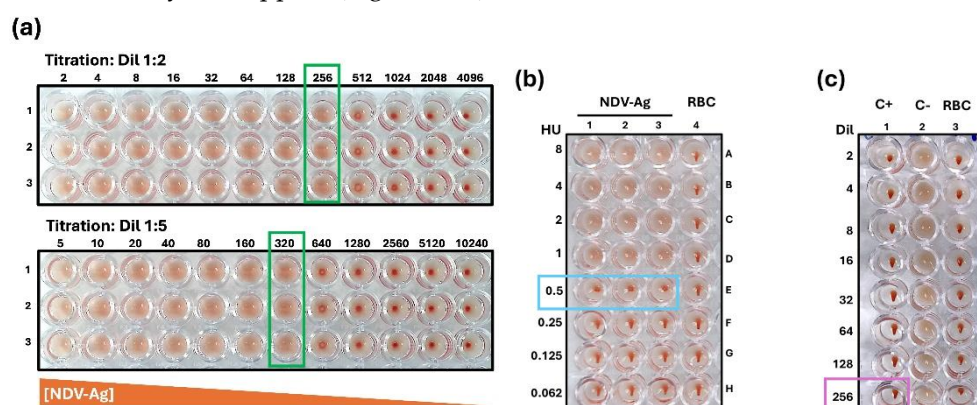 (a)
Titration: Dil 1:2
2 4 8 16 32 64 128 256 512 1024 2048 4096
1
2
3
Titration: Dil 1:5
5 10 20 40 80 160 320 640 1280 2560 5120 10240
1
2
3
[NDV-Ag]
(b)
NDV-Ag RBC
HU 1 2 3 4
8 A
4 B
2 C
1 D
0.5 E
0.25 F
0.125 G
0.062 H
(c)
C+ C- RBC
Dil 1 2 3
2
4
8
16
32
64
128
256